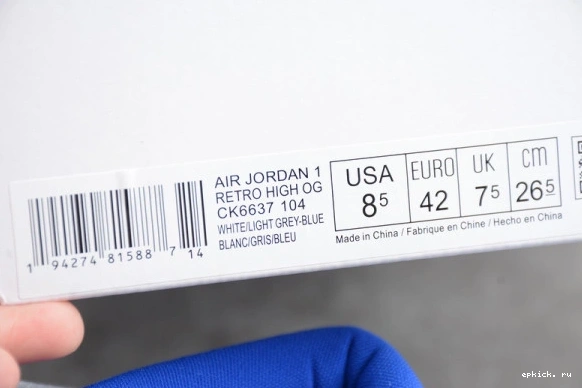 AIR JORDAN 1
RETRO HIGH OG
CK6637 104
WHITE/LIGHT GREY-BLUE
BLANC/GRIS/BLEU
1 94274 81588 7 14
USA EURO UK cm
8 5 42 7 5 26 5
Made in China / Fabrique en Chine / Hecho en China
epkick. ru